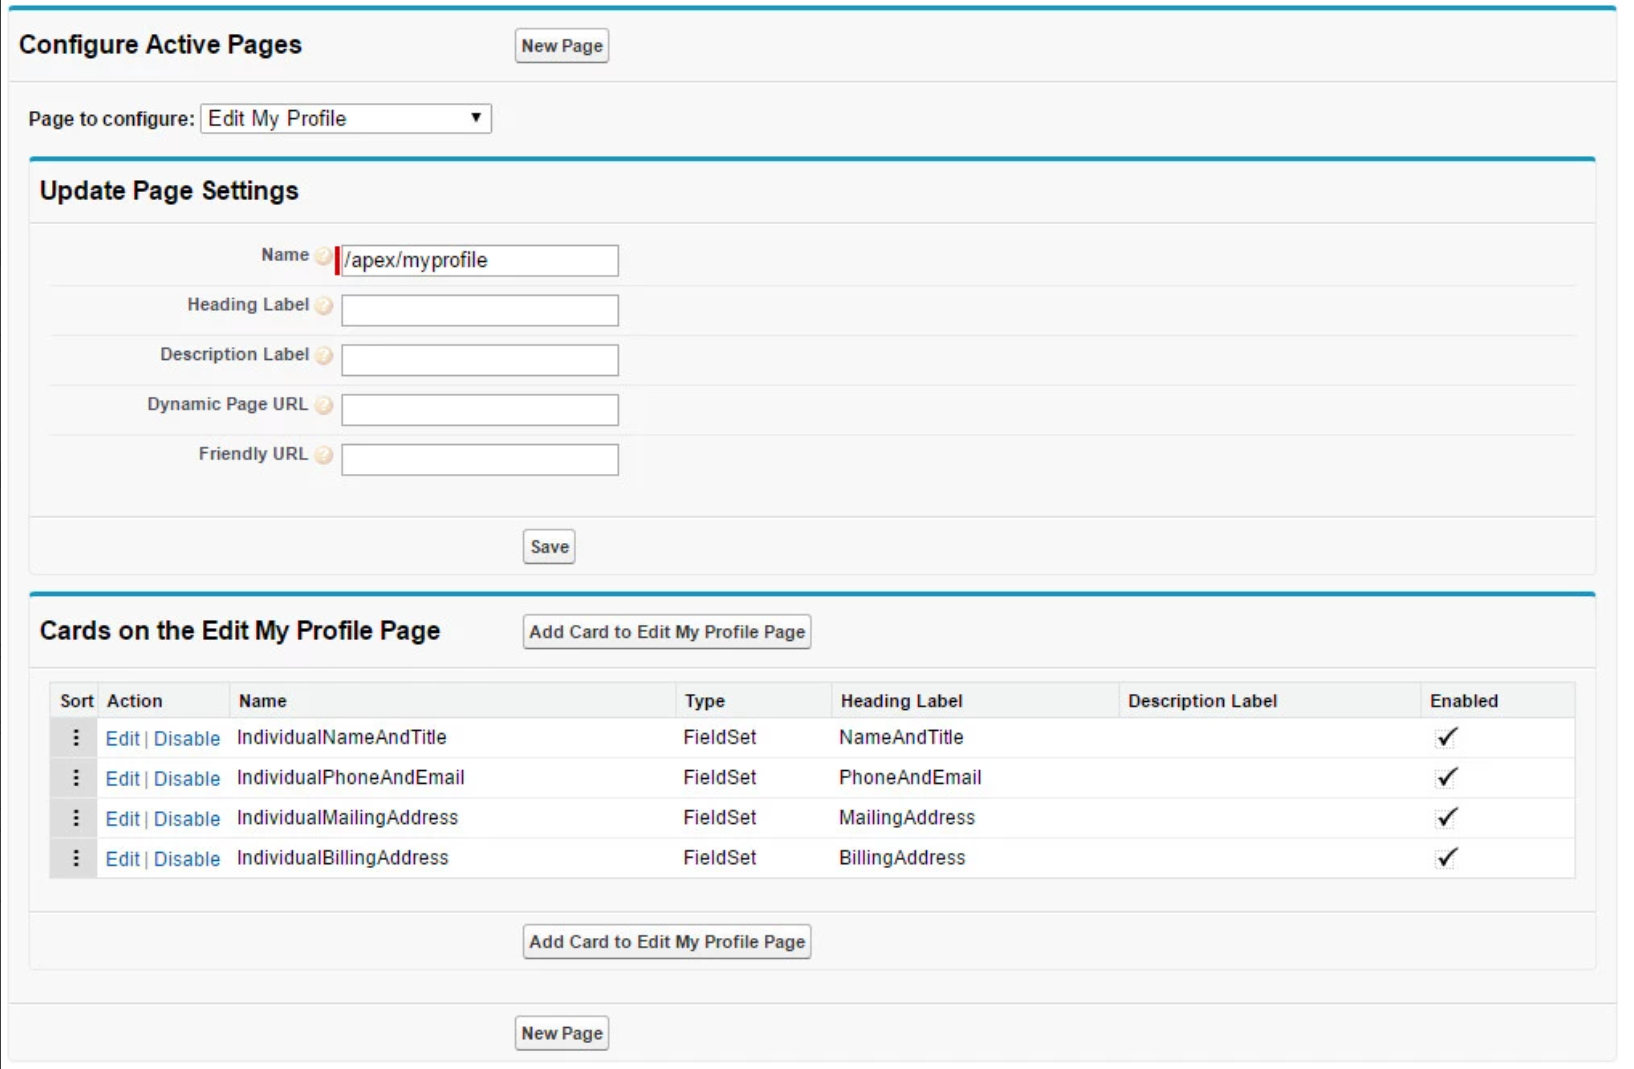 Configure Active Pages New Page
Page to configure: Edit My Profile
Update Page Settings
Name /apex/myprofile
Heading Label
Description Label
Dynamic Page URL
Friendly URL
Save
Cards on the Edit My Profile Page Add Card to Edit My Profile Page
Sort Action Name Type Heading Label Description Label Enabled
Edit | Disable IndividualNameAndTitle FieldSet NameAndTitle
Edit | Disable IndividualPhoneAndEmail FieldSet PhoneAndEmail
Edit | Disable IndividualMailingAddress FieldSet MailingAddress
Edit | Disable IndividualBillingAddress FieldSet BillingAddress
Add Card to Edit My Profile Page
New Page